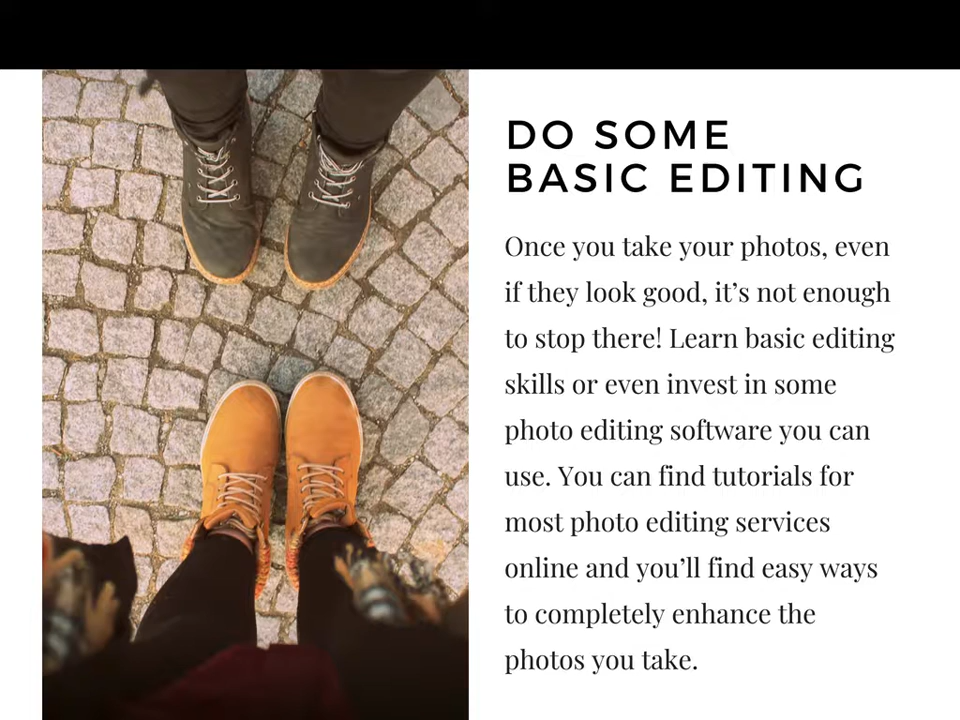 DO SOME
BASIC EDITING
Once you take your photos, even
if they look good, it’s not enough
to stop there! Learn basic editing
skills or even invest in some
photo editing software you can
use. You can find tutorials for
most photo editing services
online and you’ll find easy ways
to completely enhance the
photos you take.